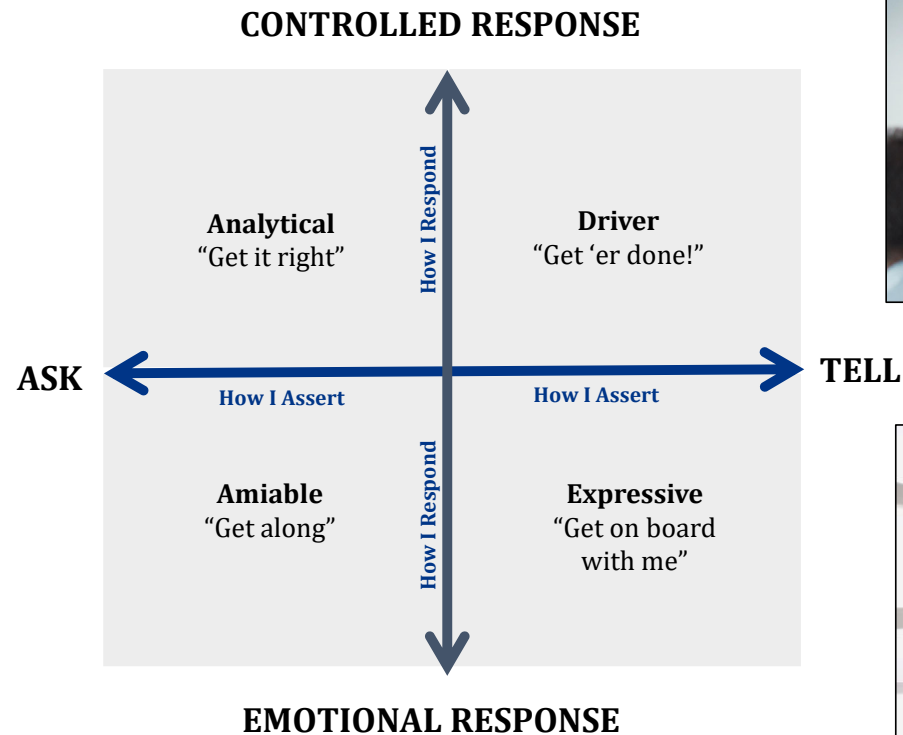 CONTROLLED RESPONSE
How I Respond
Analytical
“Get it right”
Driver
“Get ‘er done!”
ASK
TELL
How I Assert
How I Assert
How I Respond
Amiable
“Get along”
Expressive
“Get on board
with me”
EMOTIONAL RESPONSE